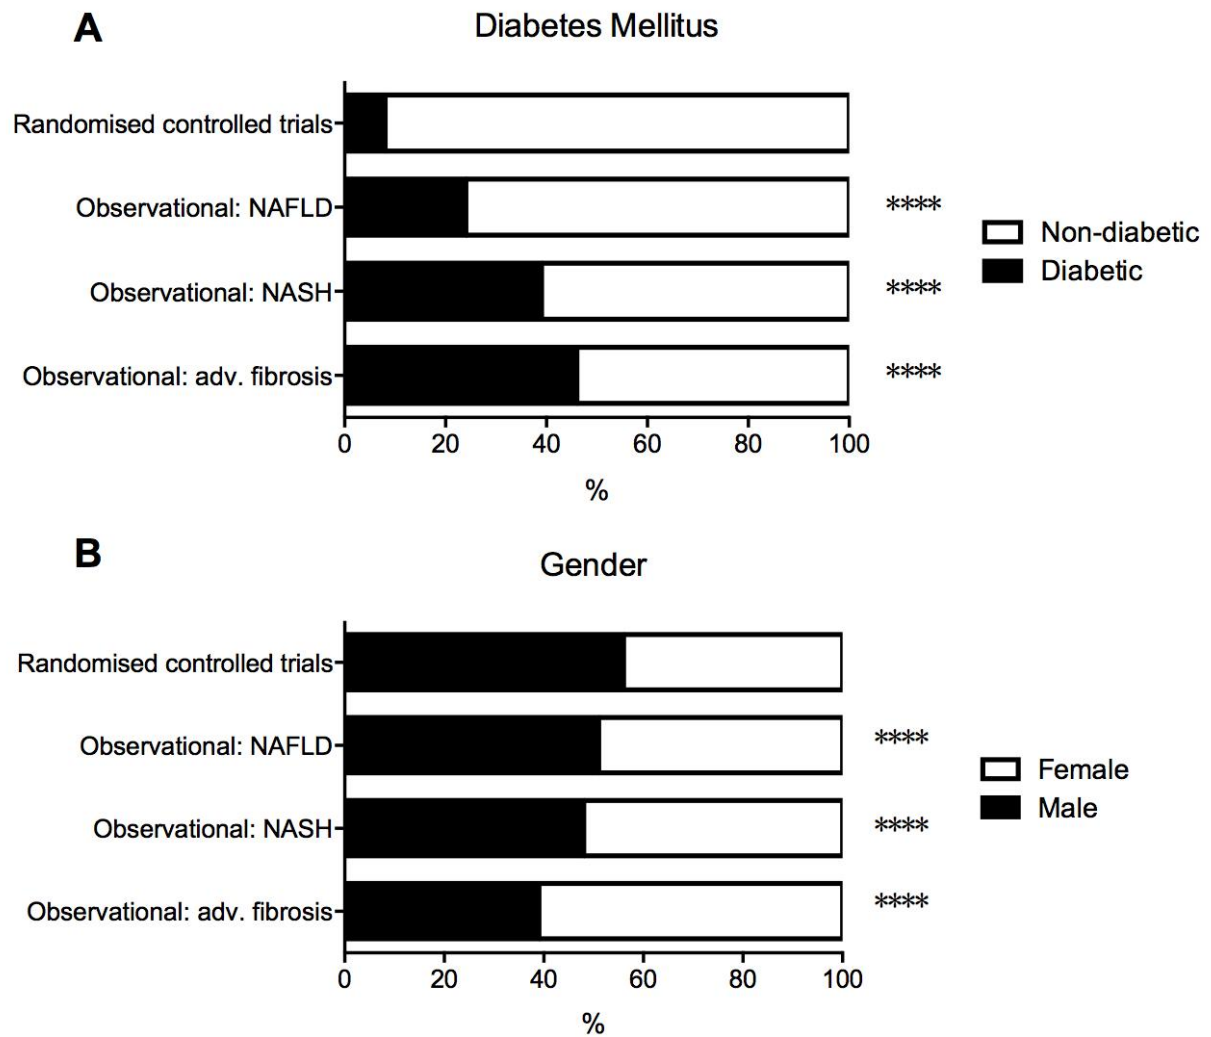 A
Diabetes Mellitus
Randomised controlled trials
Observational: NAFLD
****
Observational: NASH
****
Observational: adv. fibrosis
****
Non-diabetic
Diabetic
0 20 40 60 80 100
%
B
Gender
Randomised controlled trials
Observational: NAFLD
****
Observational: NASH
****
Observational: adv. fibrosis
****
Female
Male
0 20 40 60 80 100
%